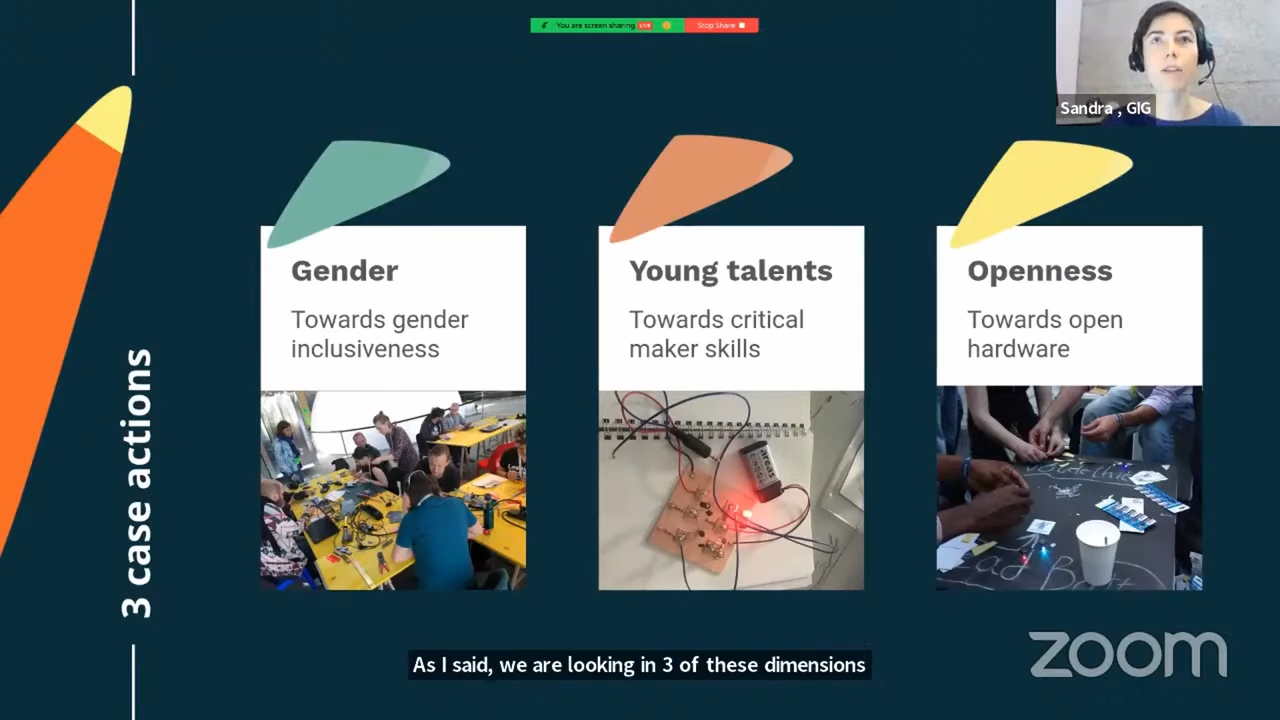 You are screen sharing LIVE
Stop Share
Sandra , GIG
3 case actions
Gender
Towards gender
inclusiveness
Young talents
Towards critical
maker skills
Openness
Towards open
hardware
As I said, we are looking in 3 of these dimensions
zoom